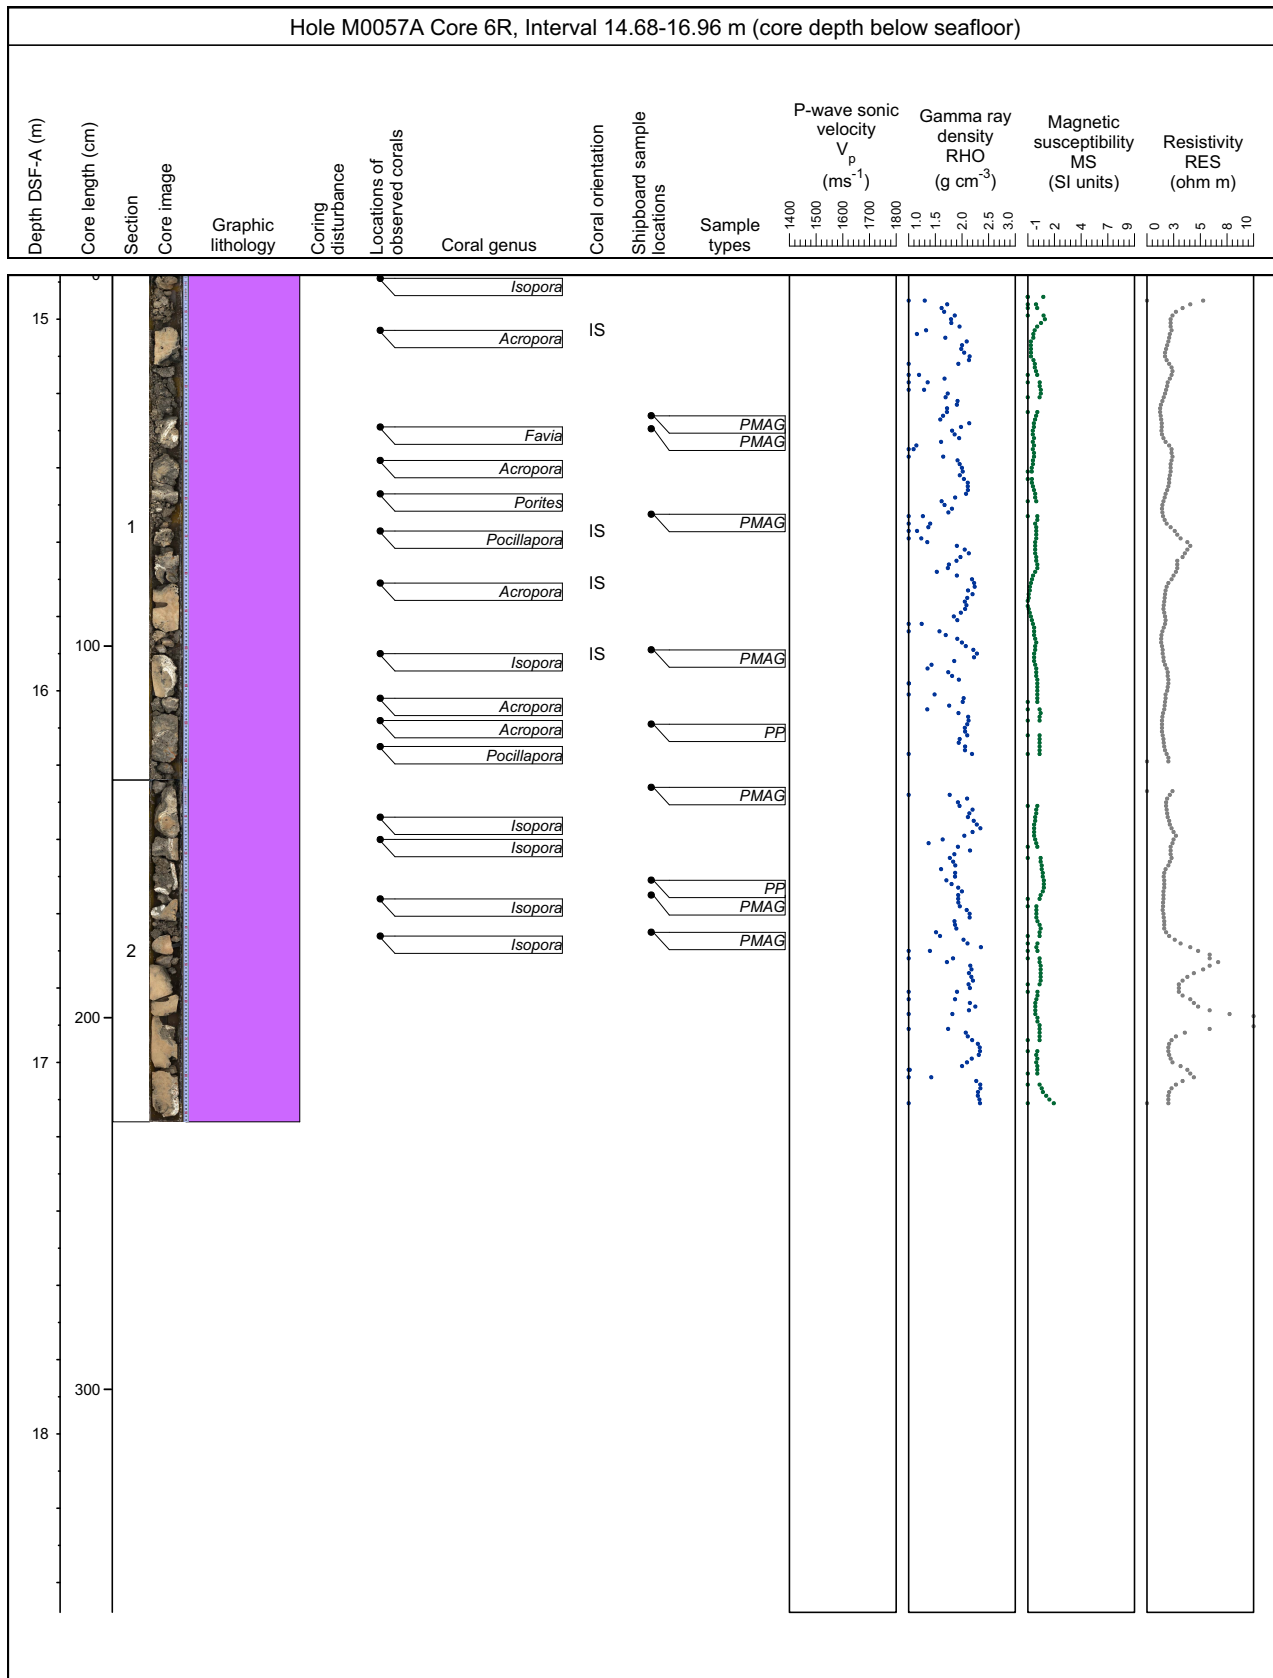 Hole M0057A Core 6R, Interval 14.68-16.96 m (core depth below seafloor)
Depth DSF-A (m)
Core length (cm)
Section
Core image
Graphic
lithology
Coring
disturbance
Locations of
observed corals
Coral genus
Coral orientation
Shipboard sample
locations
Sample
types
P-wave sonic
velocity
Vp
(ms-1)
1400 1500 1600 1700 1800
Gamma ray
density
RHO
(g cm-3)
1.0 1.5 2.0 2.5 3.0
Magnetic
susceptibility
MS
(SI units)
-1 2 5 7 9
Resistivity
RES
(ohm m)
0 3 5 8 10
0
Isopora
15
IS
Acropora
PMAG
Favia
PMAG
Acropora
Porites
PMAG
1
IS
Pocillapora
IS
Acropora
100
IS
Isopora
PMAG
16
Acropora
Acropora
PP
Pocillapora
PMAG
Isopora
Isopora
PP
Isopora
PMAG
2
Isopora
PMAG
200
17
300
18